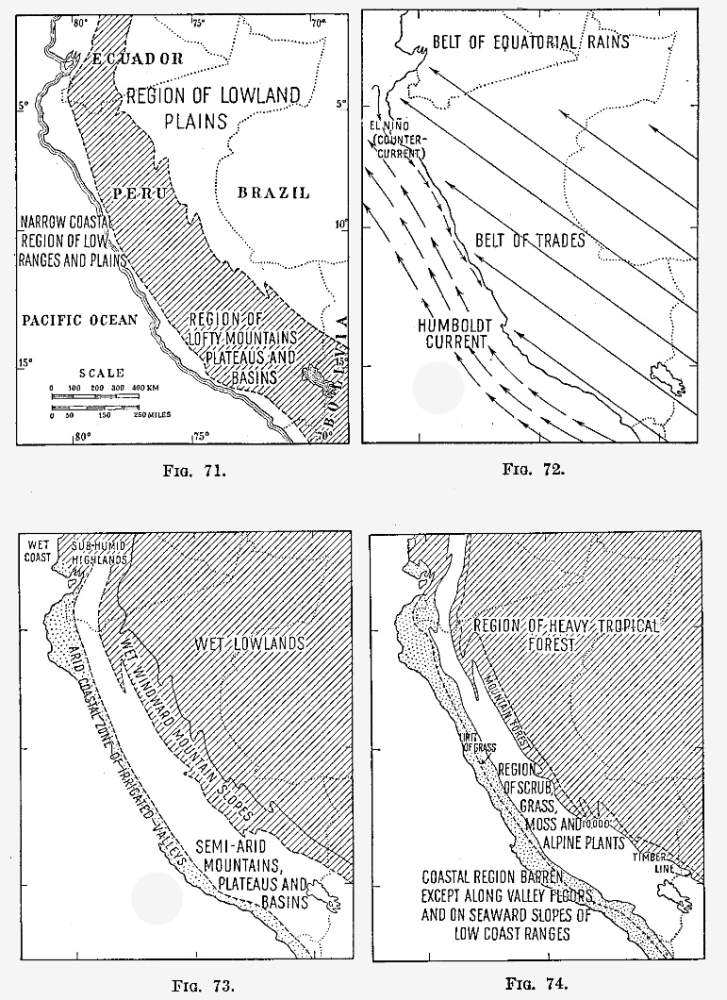 80°
75°
70°
ECUADOR
REGION OF LOWLAND
PLAINS
5°
PERU
BRAZIL
NARROW COASTAL
REGION OF LOW
RANGES AND PLAINS
10°
PACIFIC OCEAN
REGION OF
LOFTY MOUNTAINS
PLATEAUS AND
BASINS
BOLIVIA
15°
15°
SCALE
0 100 200 300 400 KM
0 50 150 250 MILES
80°
75°
70°
FIG. 71.
BELT OF EQUATORIAL RAINS
5°
EL NIÑO
(COUNTER-
CURRENT)
10°
BELT OF TRADES
HUMBOLDT
CURRENT
FIG. 72.
WET
COAST
SUB-HUMID
HIGHLANDS
WET LOWLANDS
WET WINDWARD MOUNTAIN SLOPES
ARID COASTAL ZONE OF IRRIGATED VALLEYS
SEMI-ARID
MOUNTAINS,
PLATEAUS AND
BASINS
FIG. 73.
REGION OF HEAVY TROPICAL
FOREST
MOUNTAIN FOREST
LIMIT
OF GRASS
REGION
OF SCRUB,
GRASS,
MOSS AND
10,000
ALPINE PLANTS
TIMBER
LINE
COASTAL REGION BARREN
EXCEPT ALONG VALLEY FLOORS
AND ON SEAWARD SLOPES OF
LOW COAST RANGES
FIG. 74.